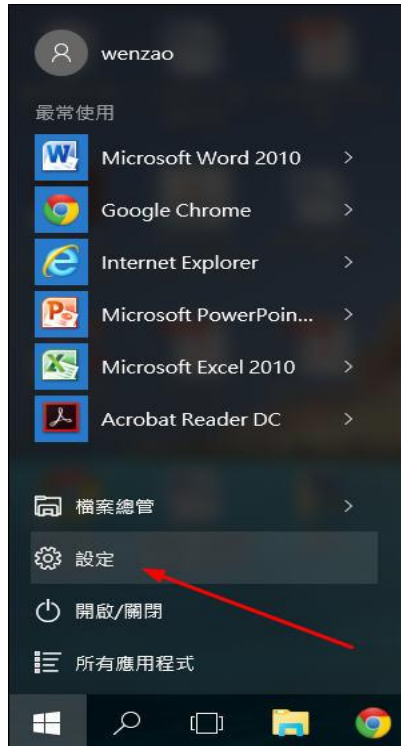 wenzao
最常使用
Microsoft Word 2010
Google Chrome
Internet Explorer
Microsoft PowerPoin...
Microsoft Excel 2010
Acrobat Reader DC
檔案總管
設定
開啟/關閉
所有應用程式